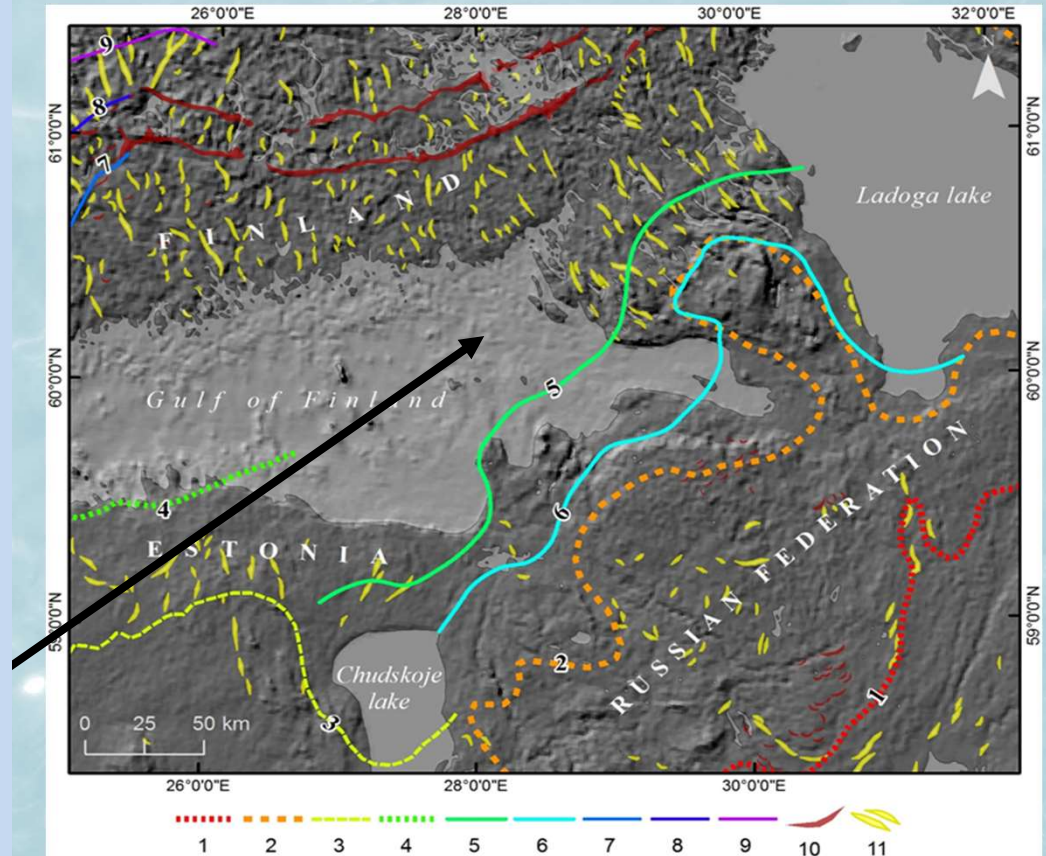 26°0'0"E 28°0'0"E 30°0'0"E 32°0'0"E
N
9
8
7
61°0'0"N 61°0'0"N
Ladoga lake
FINLAND
60°0'0"N 60°0'0"N
Gulf of Finland
5
4
6
ESTONIA
RUSSIAN FEDERATION
59°0'0"N
2
Chudskoje
lake
3
1
0 25 50 km
26°0'0"E 28°0'0"E 30°0'0"E
1 2 3 4 5 6 7 8 9 10 11